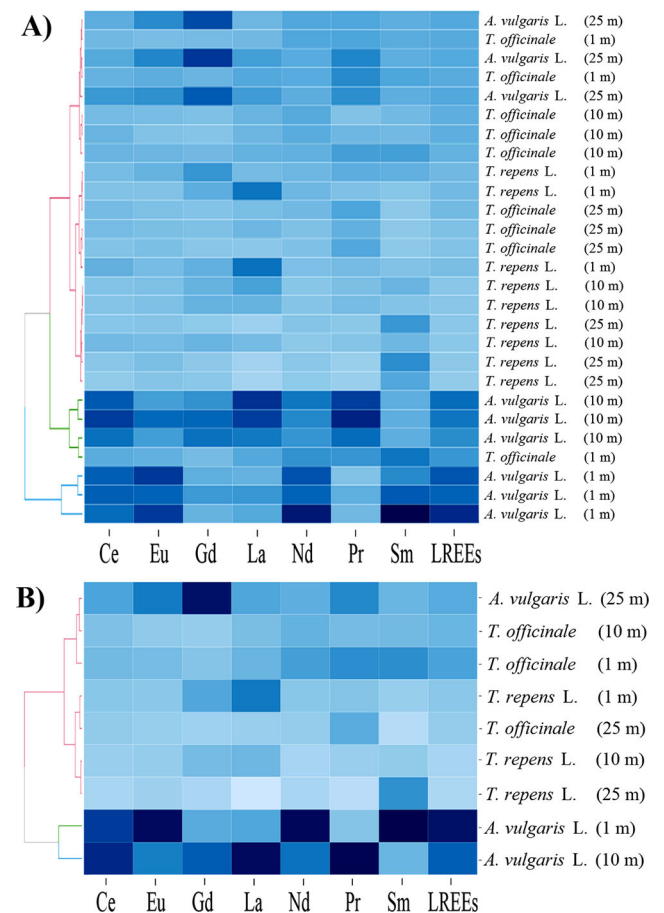 A)
A. vulgaris L. (25 m)
T. officinale (1 m)
A. vulgaris L. (25 m)
T. officinale (1 m)
A. vulgaris L. (25 m)
T. officinale (10 m)
T. officinale (10 m)
T. officinale (10 m)
T. repens L. (1 m)
T. repens L. (1 m)
T. officinale (25 m)
T. officinale (25 m)
T. officinale (25 m)
T. repens L. (1 m)
T. repens L. (10 m)
T. repens L. (10 m)
T. repens L. (25 m)
T. repens L. (10 m)
T. repens L. (25 m)
T. repens L. (25 m)
A. vulgaris L. (10 m)
A. vulgaris L. (10 m)
A. vulgaris L. (10 m)
T. officinale (1 m)
A. vulgaris L. (1 m)
A. vulgaris L. (1 m)
A. vulgaris L. (1 m)
Ce Eu Gd La Nd Pr Sm LREEs
B)
A. vulgaris L. (25 m)
T. officinale (10 m)
T. officinale (1 m)
T. repens L. (1 m)
T. officinale (25 m)
T. repens L. (10 m)
T. repens L. (25 m)
A. vulgaris L. (1 m)
A. vulgaris L. (10 m)
Ce Eu Gd La Nd Pr Sm LREEs